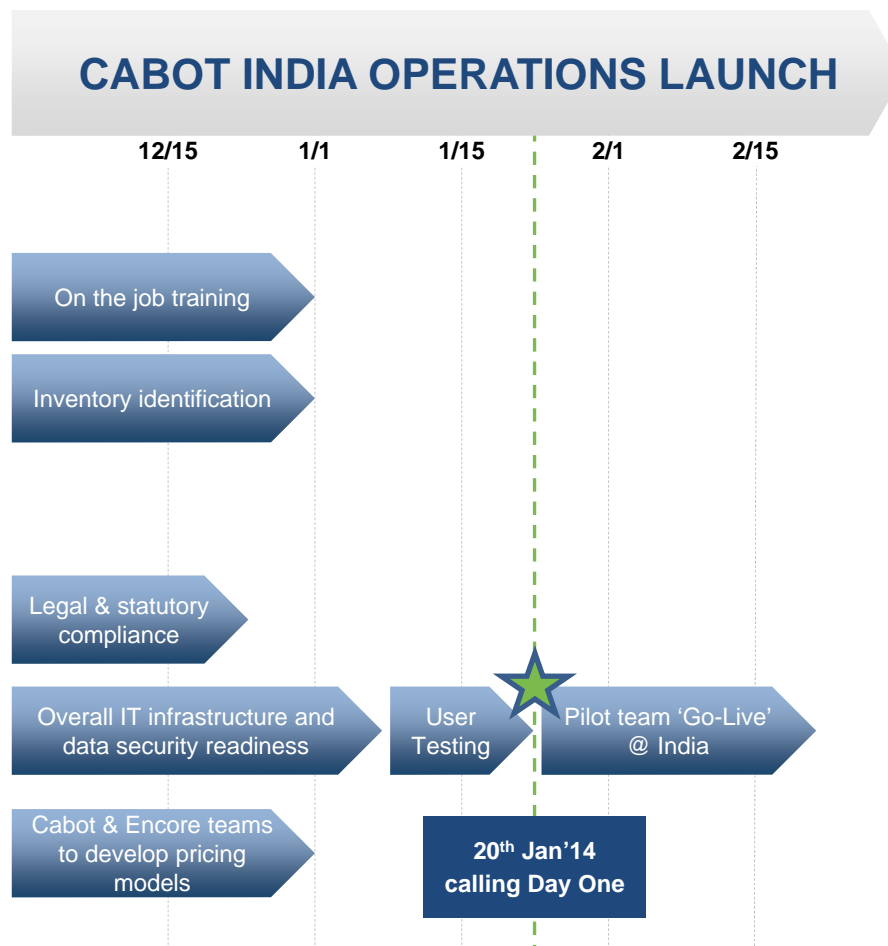 CABOT INDIA OPERATIONS LAUNCH
12/15 1/1 1/15 2/1 2/15
On the job training
Inventory identification
Legal & statutory
compliance
Overall IT infrastructure and
data security readiness
User
Testing
Pilot team ‘Go-Live’
@ India
Cabot & Encore teams
to develop pricing
models
20th Jan’14
calling Day One